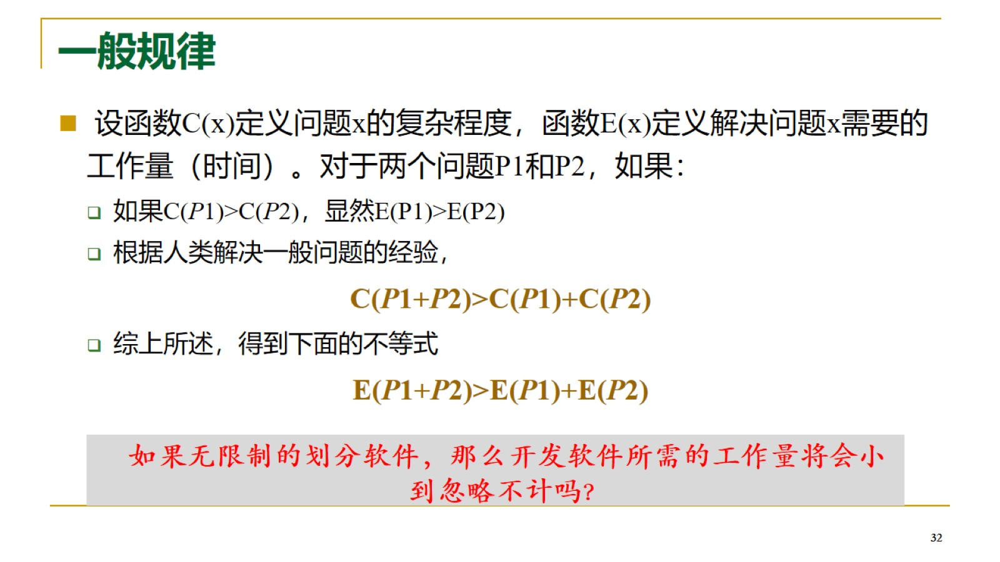 一般规律
设函数C(x)定义问题x的复杂程度，函数E(x)定义解决问题x需要的
工作量（时间）。对于两个问题P1和P2，如果：
如果C(P1)>C(P2)，显然E(P1)>E(P2)
根据人类解决一般问题的经验，
C(P1+P2)>C(P1)+C(P2)
综上所述，得到下面的不等式
E(P1+P2)>E(P1)+E(P2)
如果无限制的划分软件，那么开发软件所需的工作量将会小
到忽略不计吗?
32